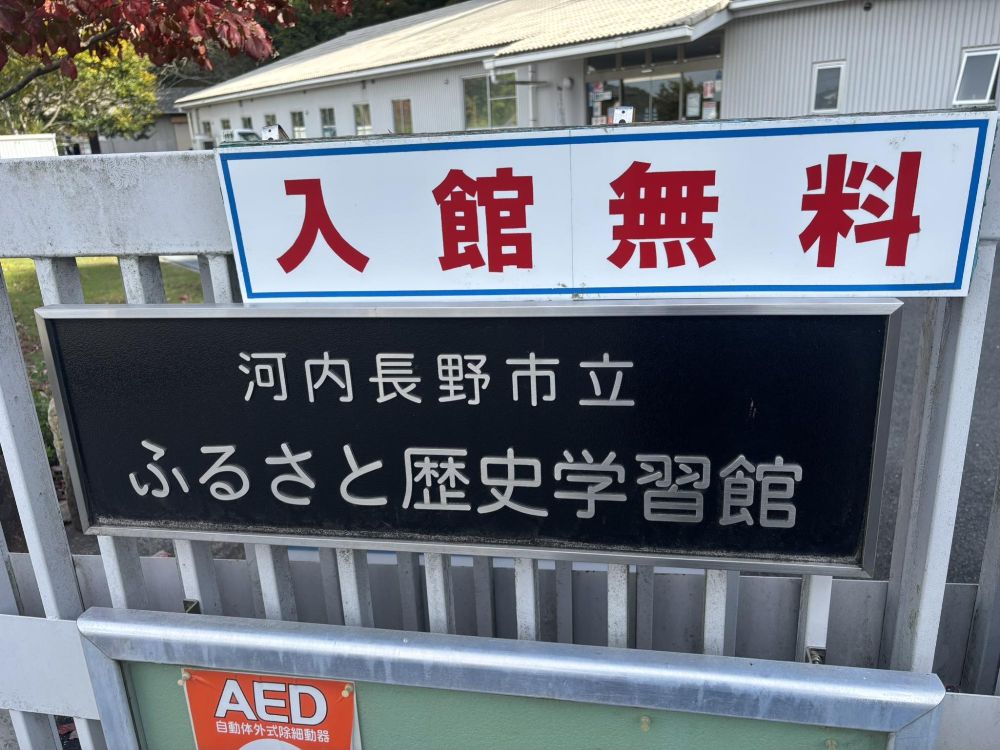 入館無料
河内長野市立
ふるさと歴史学習館
AED
自動体外式除細動器